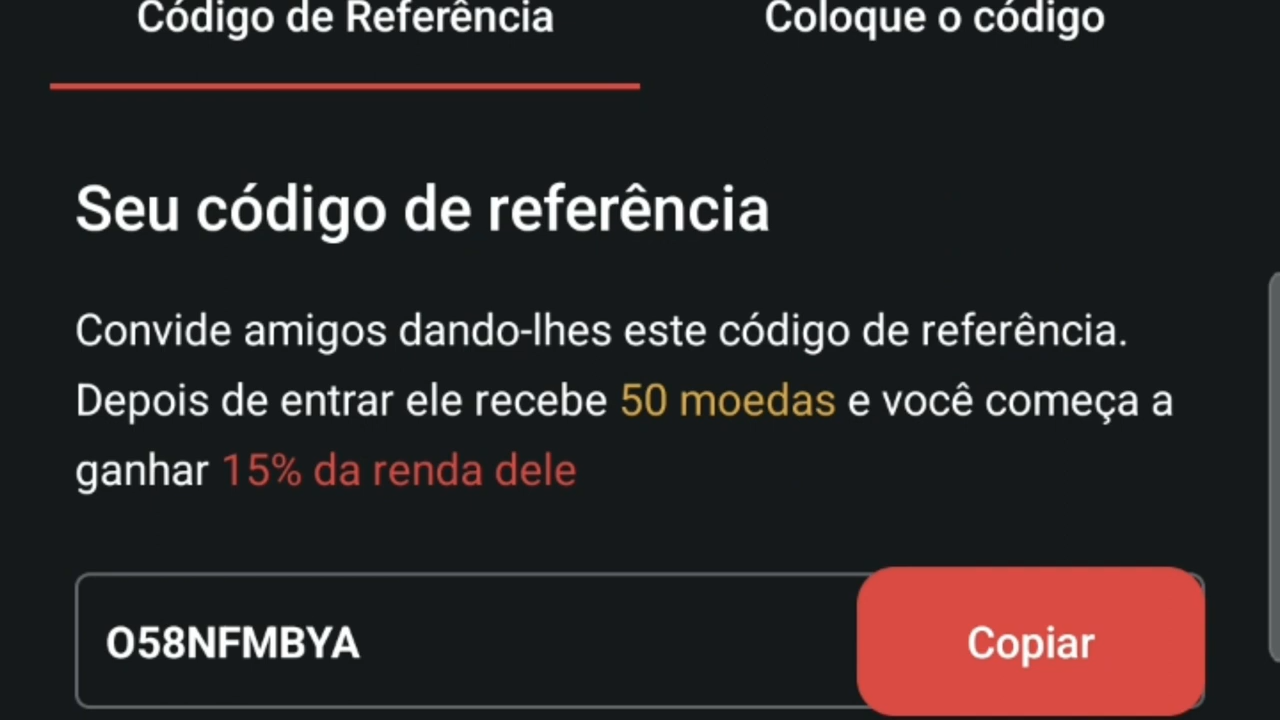 Código de Referência
Coloque o código
Seu código de referência
Convide amigos dando-lhes este código de referência.
Depois de entrar ele recebe 50 moedas e você começa a
ganhar 15% da renda dele
O58NFMBYA
Copiar